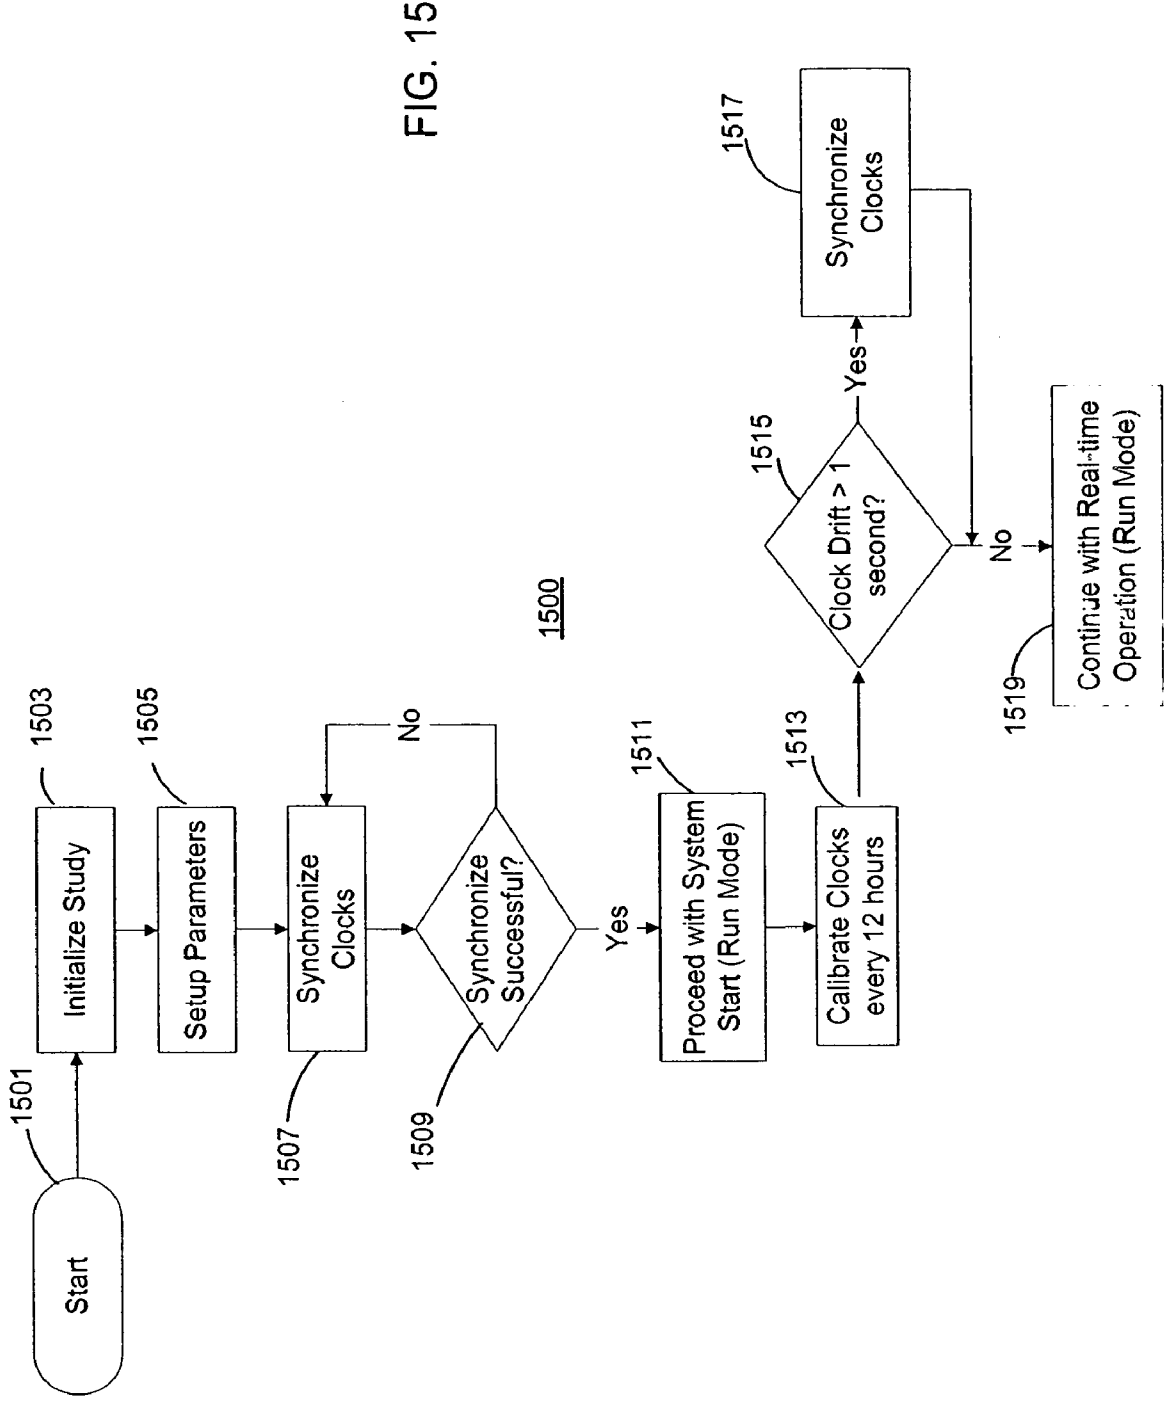 FIG. 15
1500
1501
Start
1503
Initialize Study
1505
Setup Parameters
1507
Synchronize
Clocks
No
1509
Synchronize
Successful?
Yes
1511
Proceed with System
Start (Run Mode)
1513
Calibrate Clocks
every 12 hours
1515
Clock Drift > 1
second?
Yes
1517
Synchronize
Clocks
No
1519
Continue with Real-time
Operation (Run Mode)